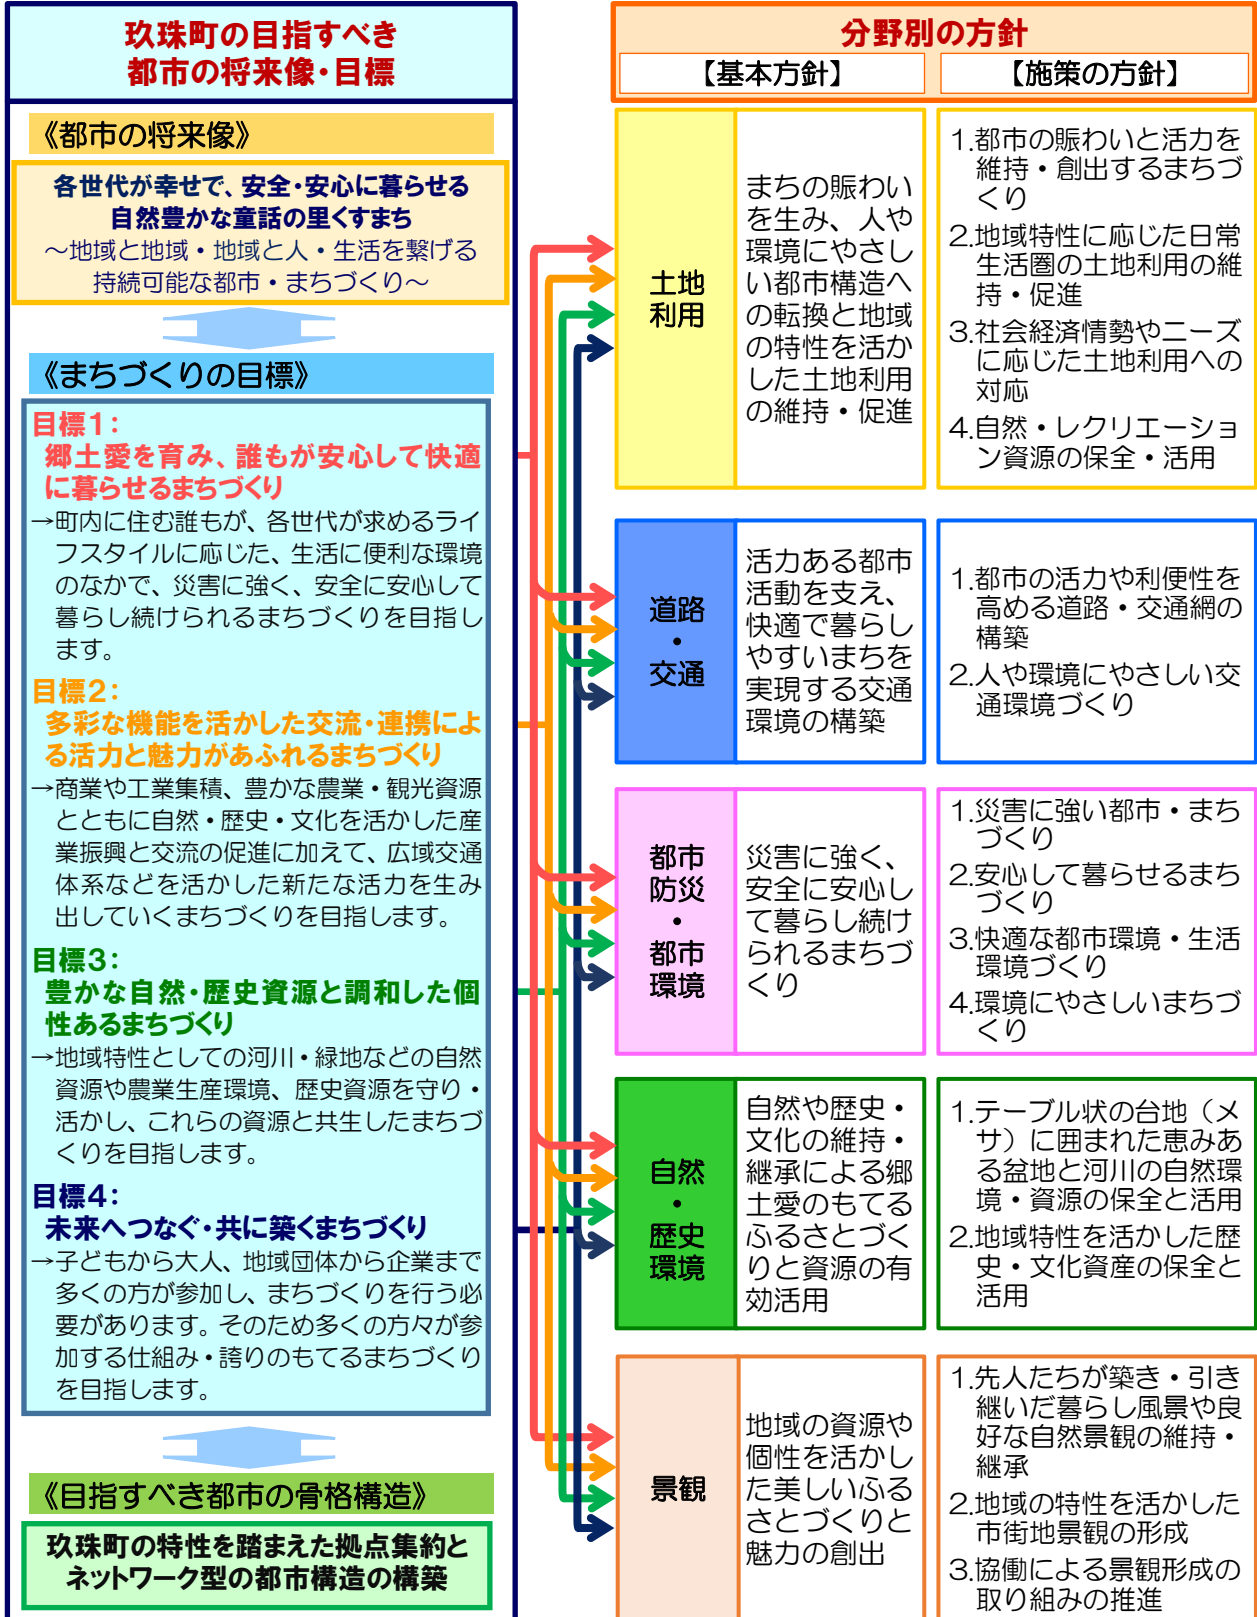 玖珠町の目指すべき
都市の将来像・目標
《都市の将来像》
各世代が幸せで、安全・安心に暮らせる
自然豊かな童話の里くすまち
～地域と地域・地域と人・生活を繋げる
持続可能な都市・まちづくり～
《まちづくりの目標》
目標1：
郷土愛を育み、誰もが安心して快適
に暮らせるまちづくり
→町内に住む誰もが、各世代が求めるライ
フスタイルに応じた、生活に便利な環境
のなかで、災害に強く、安全に安心して
暮らし続けられるまちづくりを目指し
ます。
目標2：
多彩な機能を活かした交流・連携によ
る活力と魅力があふれるまちづくり
→商業や工業集積、豊かな農業・観光資源
とともに自然・歴史・文化を活かした産
業振興と交流の促進に加えて、広域交通
体系などを活かした新たな活力を生み
出していくまちづくりを目指します。
目標3：
豊かな自然・歴史資源と調和した個
性あるまちづくり
→地域特性としての河川・緑地などの自然
資源や農業生産環境、歴史資源を守り・
活かし、これらの資源と共生したまちづ
くりを目指します。
目標4：
未来へつなぐ・共に築くまちづくり
→子どもから大人、地域団体から企業まで
多くの方が参加し、まちづくりを行う必
要があります。そのため多くの方々が参
加する仕組み・誇りのもてるまちづくり
を目指します。
《目指すべき都市の骨格構造》
玖珠町の特性を踏まえた拠点集約と
ネットワーク型の都市構造の構築
分野別の方針
【基本方針】
【施策の方針】
土地
利用
まちの賑わい
を生み、人や
環境にやさし
い都市構造へ
の転換と地域
の特性を活か
した土地利用
の維持・促進
1.都市の賑わいと活力を
維持・創出するまちづ
くり
2.地域特性に応じた日常
生活圏の土地利用の維
持・促進
3.社会経済情勢やニーズ
に応じた土地利用への
対応
4.自然・レクリエーショ
ン資源の保全・活用
道路
・
交通
活力ある都市
活動を支え、
快適で暮らし
やすいまちを
実現する交通
環境の構築
1.都市の活力や利便性を
高める道路・交通網の
構築
2.人や環境にやさしい交
通環境づくり
都市
防災
・
都市
環境
災害に強く、
安全に安心し
て暮らし続け
られるまちづ
くり
1.災害に強い都市・まち
づくり
2.安心して暮らせるまち
づくり
3.快適な都市環境・生活
環境づくり
4.環境にやさしいまちづ
くり
自然
・
歴史
環境
自然や歴史・
文化の維持・
継承による郷
土愛のもてる
ふるさとづく
りと資源の有
効活用
1.テーブル状の台地（メ
サ）に囲まれた恵みあ
る盆地と河川の自然環
境・資源の保全と活用
2.地域特性を活かした歴
史・文化資産の保全と
活用
景観
地域の資源や
個性を活かし
た美しいふる
さとづくりと
魅力の創出
1.先人たちが築き・引き
継いだ暮らし風景や良
好な自然景観の維持・
継承
2.地域の特性を活かした
市街地景観の形成
3.協働による景観形成の
取り組みの推進